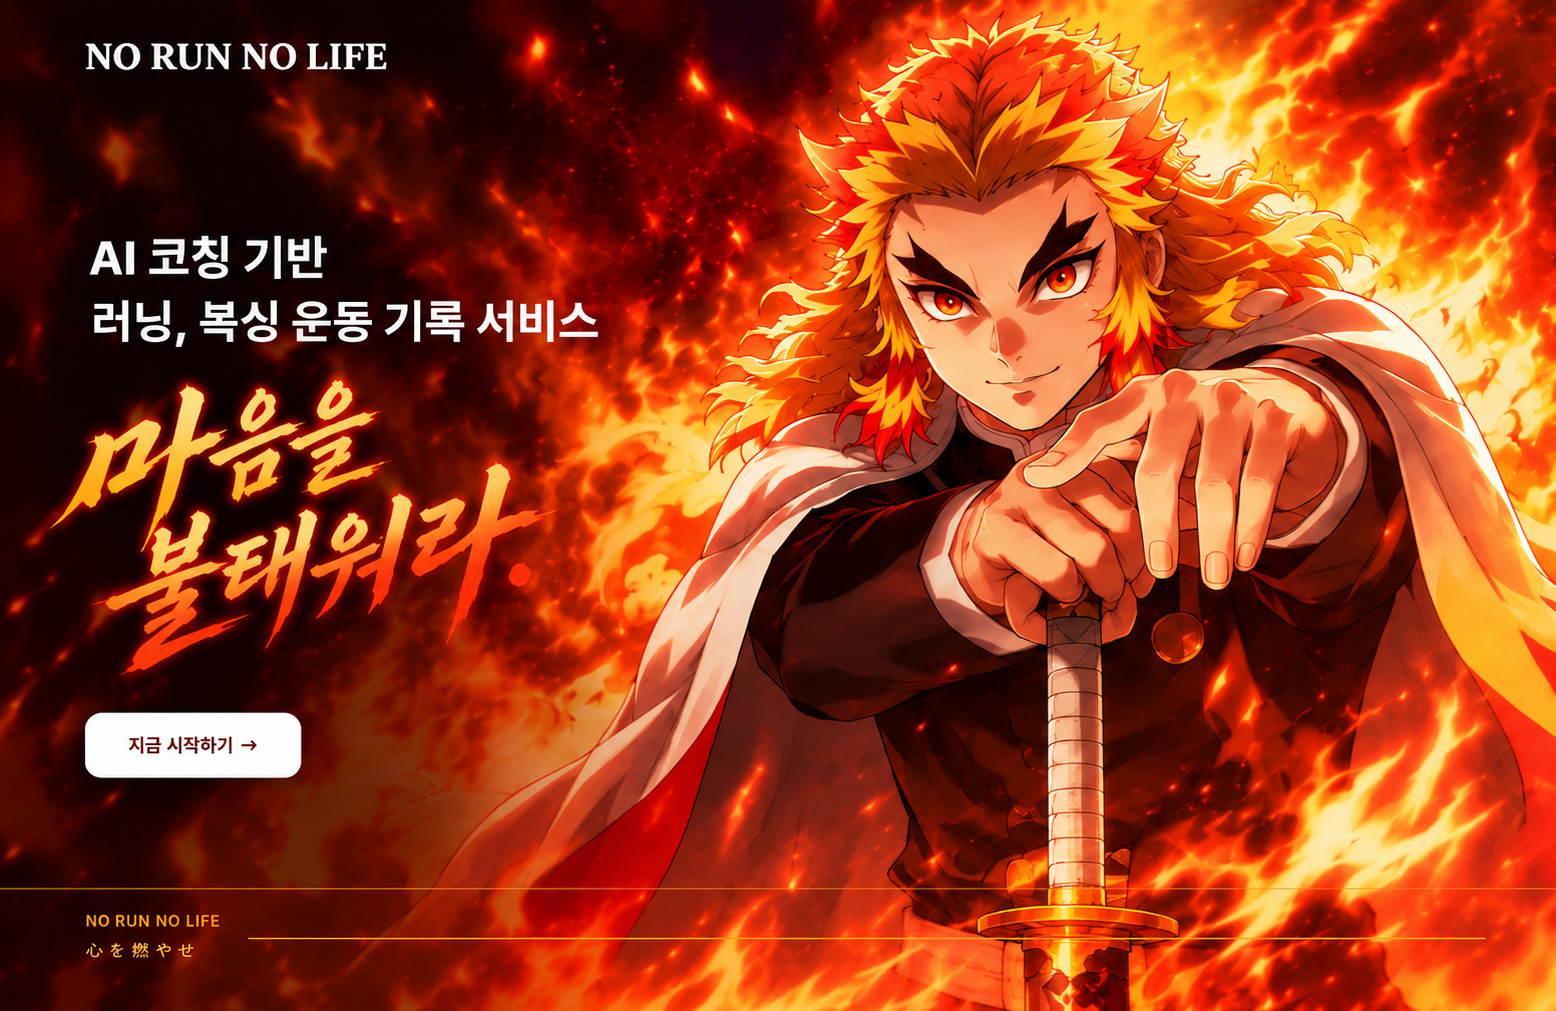 NO RUN NO LIFE
AI 코칭 기반
러닝, 복싱 운동 기록 서비스
마음을
불태워라.
지금 시작하기 →
NO RUN NO LIFE
心を燃やせ